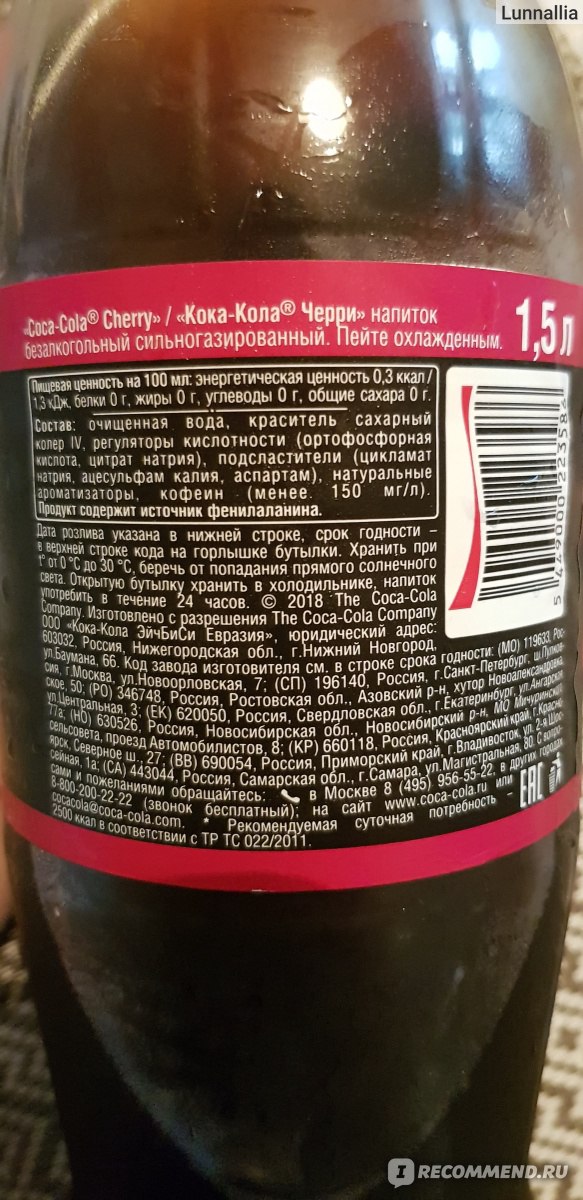 Lunnallia
«Coca-Cola® Cherry» / «Кока-Кола® Черри» напиток
безалкогольный сильногазированный. Пейте охлажденным.
1,5 л
Пищевая ценность на 100 мл: энергетическая ценность 0,3 ккал/
1,3 кДж, белки 0 г, жиры 0 г, углеводы 0 г, общие сахара 0 г.
Состав: очищенная вода, краситель сахарный
колер IV, регуляторы кислотности (ортофосфорная
кислота, цитрат натрия), подсластители (цикламат
натрия, ацесульфам калия, аспартам), натуральные
ароматизаторы, кофеин (менее 150 мг/л).
Продукт содержит источник фенилаланина.
Дата розлива указана в нижней строке, срок годности –
в верхней строке кода на горлышке бутылки. Хранить при
t° от 0 °C до 30 °C, беречь от попадания прямого солнечного
света. Открытую бутылку хранить в холодильнике, напиток
употребить в течение 24 часов. © 2018 The Coca-Cola
Company. Изготовлено с разрешения The Coca-Cola Company
ООО «Кока-Кола ЭйчБиСи Евразия», юридический адрес:
603032, Россия, Нижегородская обл., г.Нижний Новгород,
ул.Баумана, 66. Код завода изготовителя см. в строке срока годности: (МО) 119633, Рос-
сия, г.Москва, ул.Новоорловская, 7; (СП) 196140, Россия, г.Санкт-Петербург, ш.Пулков-
ское, 50; (РО) 346748, Россия, Ростовская обл., Азовский р-н, хутор Новоалександровка,
ул.Центральная, 3; (ЕК) 620050, Россия, Свердловская обл., г.Екатеринбург, ул.Ангарская,
77а; (НО) 630526, Россия, Новосибирская обл., Новосибирский р-н, МО Мичуринского
сельсовета, проезд Автомобилистов, 8; (КР) 660118, Россия, Красноярский край, г.Красно-
ярск, Северное ш., 27; (ВВ) 690054, Россия, Приморский край, г.Владивосток, ул. 2-я Шос-
сейная, 1а; (СА) 443044, Россия, Самарская обл., г.Самара, ул.Магистральная, 80. С вопро-
сами и пожеланиями обращайтесь: в Москве 8 (495) 956-55-22, в других городах
8-800-200-22-22 (звонок бесплатный); на сайт www.coca-cola.ru или
cocacola@coca-cola.com. * Рекомендуемая суточная потребность –
2500 ккал в соответствии с ТР ТС 022/2011.
5 449000 223586
EAC
IRECOMMEND.RU